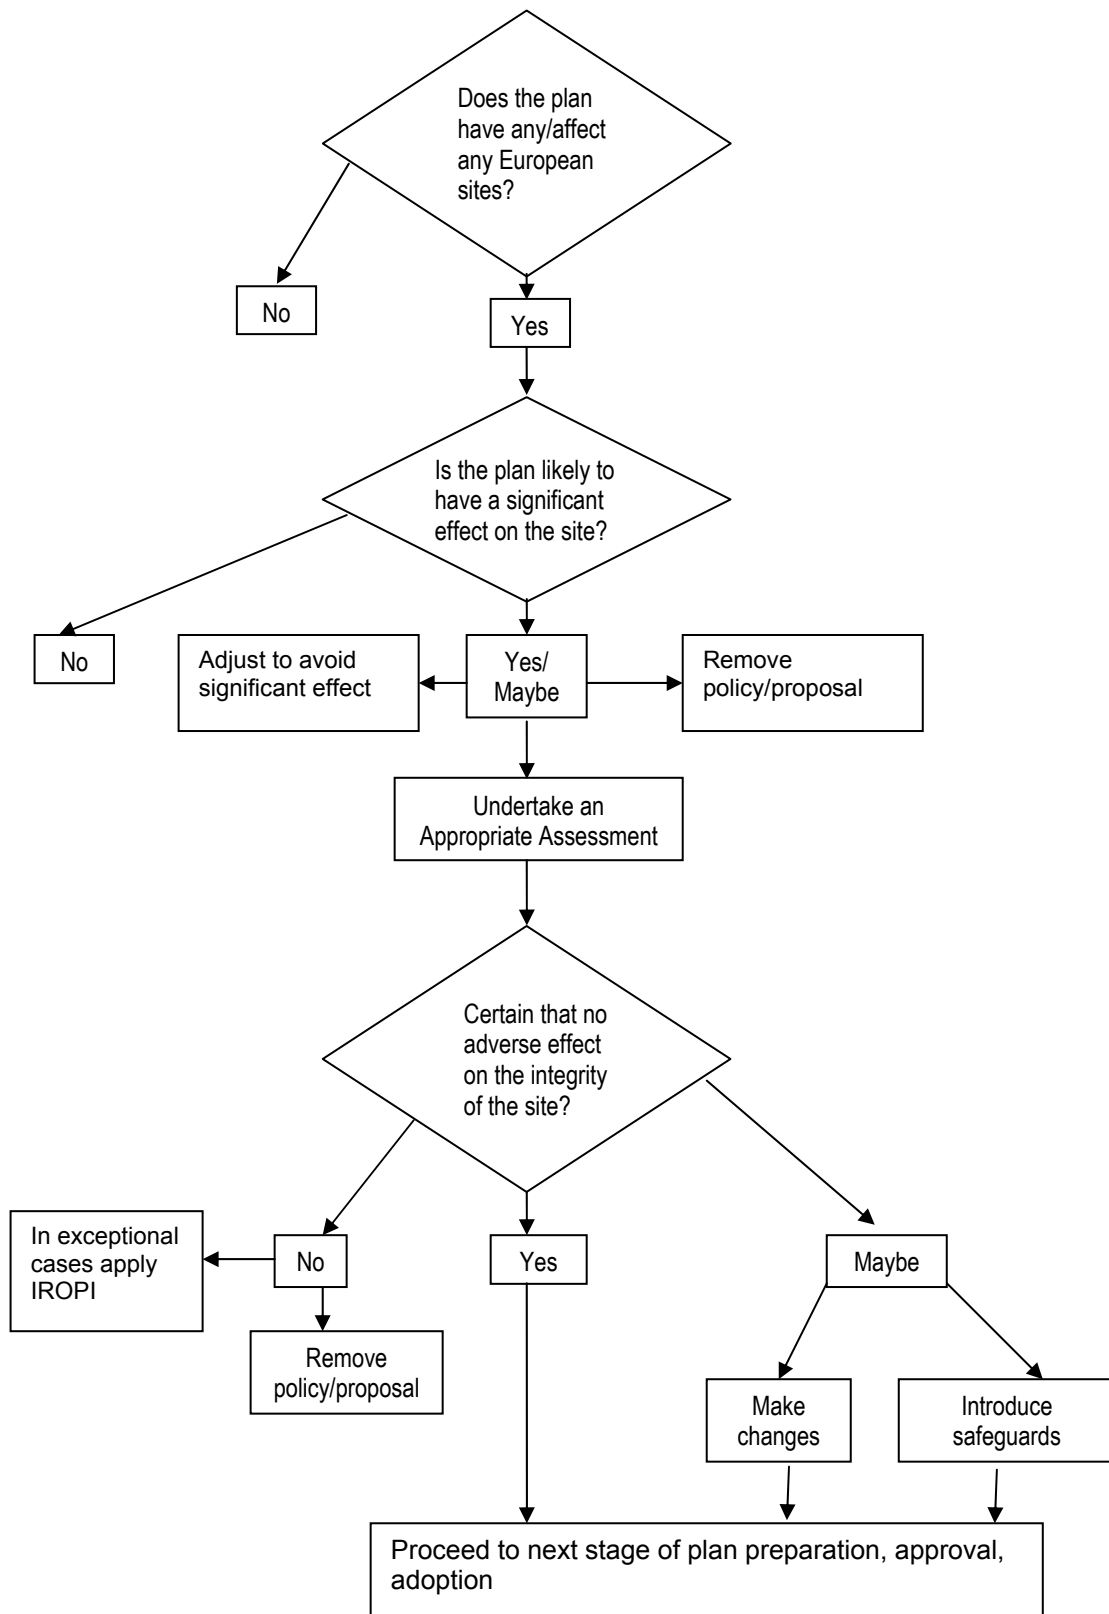 Does the plan
have any/affect
any European
sites?
No
Yes
Is the plan likely to
have a significant
effect on the site?
No
Adjust to avoid
significant effect
Yes/
Maybe
Remove
policy/proposal
Undertake an
Appropriate Assessment
Certain that no
adverse effect
on the integrity
of the site?
In exceptional
cases apply
IROPI
No
Yes
Maybe
Remove
policy/proposal
Make
changes
Introduce
safeguards
Proceed to next stage of plan preparation, approval,
adoption